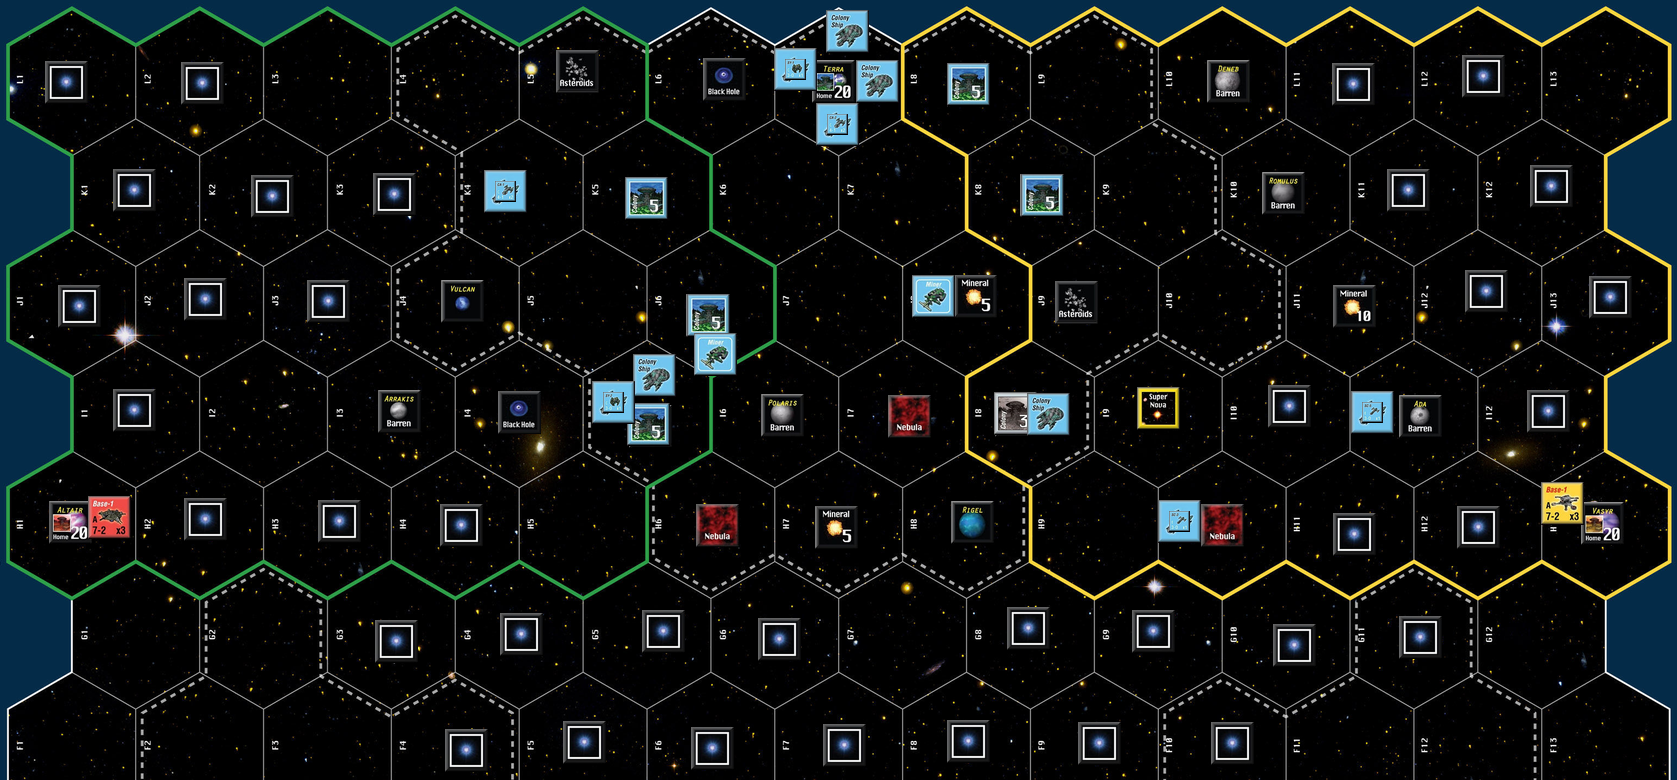 L1
L2
L3
L4
L5
Asteroids
L6
Black Hole
Colony
Ship
TERRA
Home 20
Colony
Ship
L8
Colony 5
L9
L10
DENEB
Barren
L11
L12
L13
K1
K2
K3
K4
K5
Colony 5
K6
K7
K8
Colony 5
K9
K10
ROMULUS
Barren
K11
K12
J1
J2
J3
J4
VULCAN
J5
J6
Colony 5
Miner
J7
Miner
Mineral
5
J9
Asteroids
J10
J11
Mineral
10
J12
J13
I1
I2
I3
ARRAKIS
Barren
I4
Black Hole
Colony
Ship
Colony 5
I6
POLARIS
Barren
I7
Nebula
I8
Colony 3
Colony
Ship
I9
Super
Nova
I10
ADA
Barren
I12
H1
ALTAIR
Home 20
Base-1
A
7-2 x3
H2
H3
H4
H5
H6
Nebula
H7
Mineral
5
H8
RIGEL
H9
Nebula
H11
H12
Base-1
A
7-2 x3
VASYR
Home 20
G1
G2
G3
G4
G5
G6
G7
G8
G9
G10
G11
G12
F1
F2
F3
F4
F5
F6
F7
F8
F9
F10
F11
F12
F13